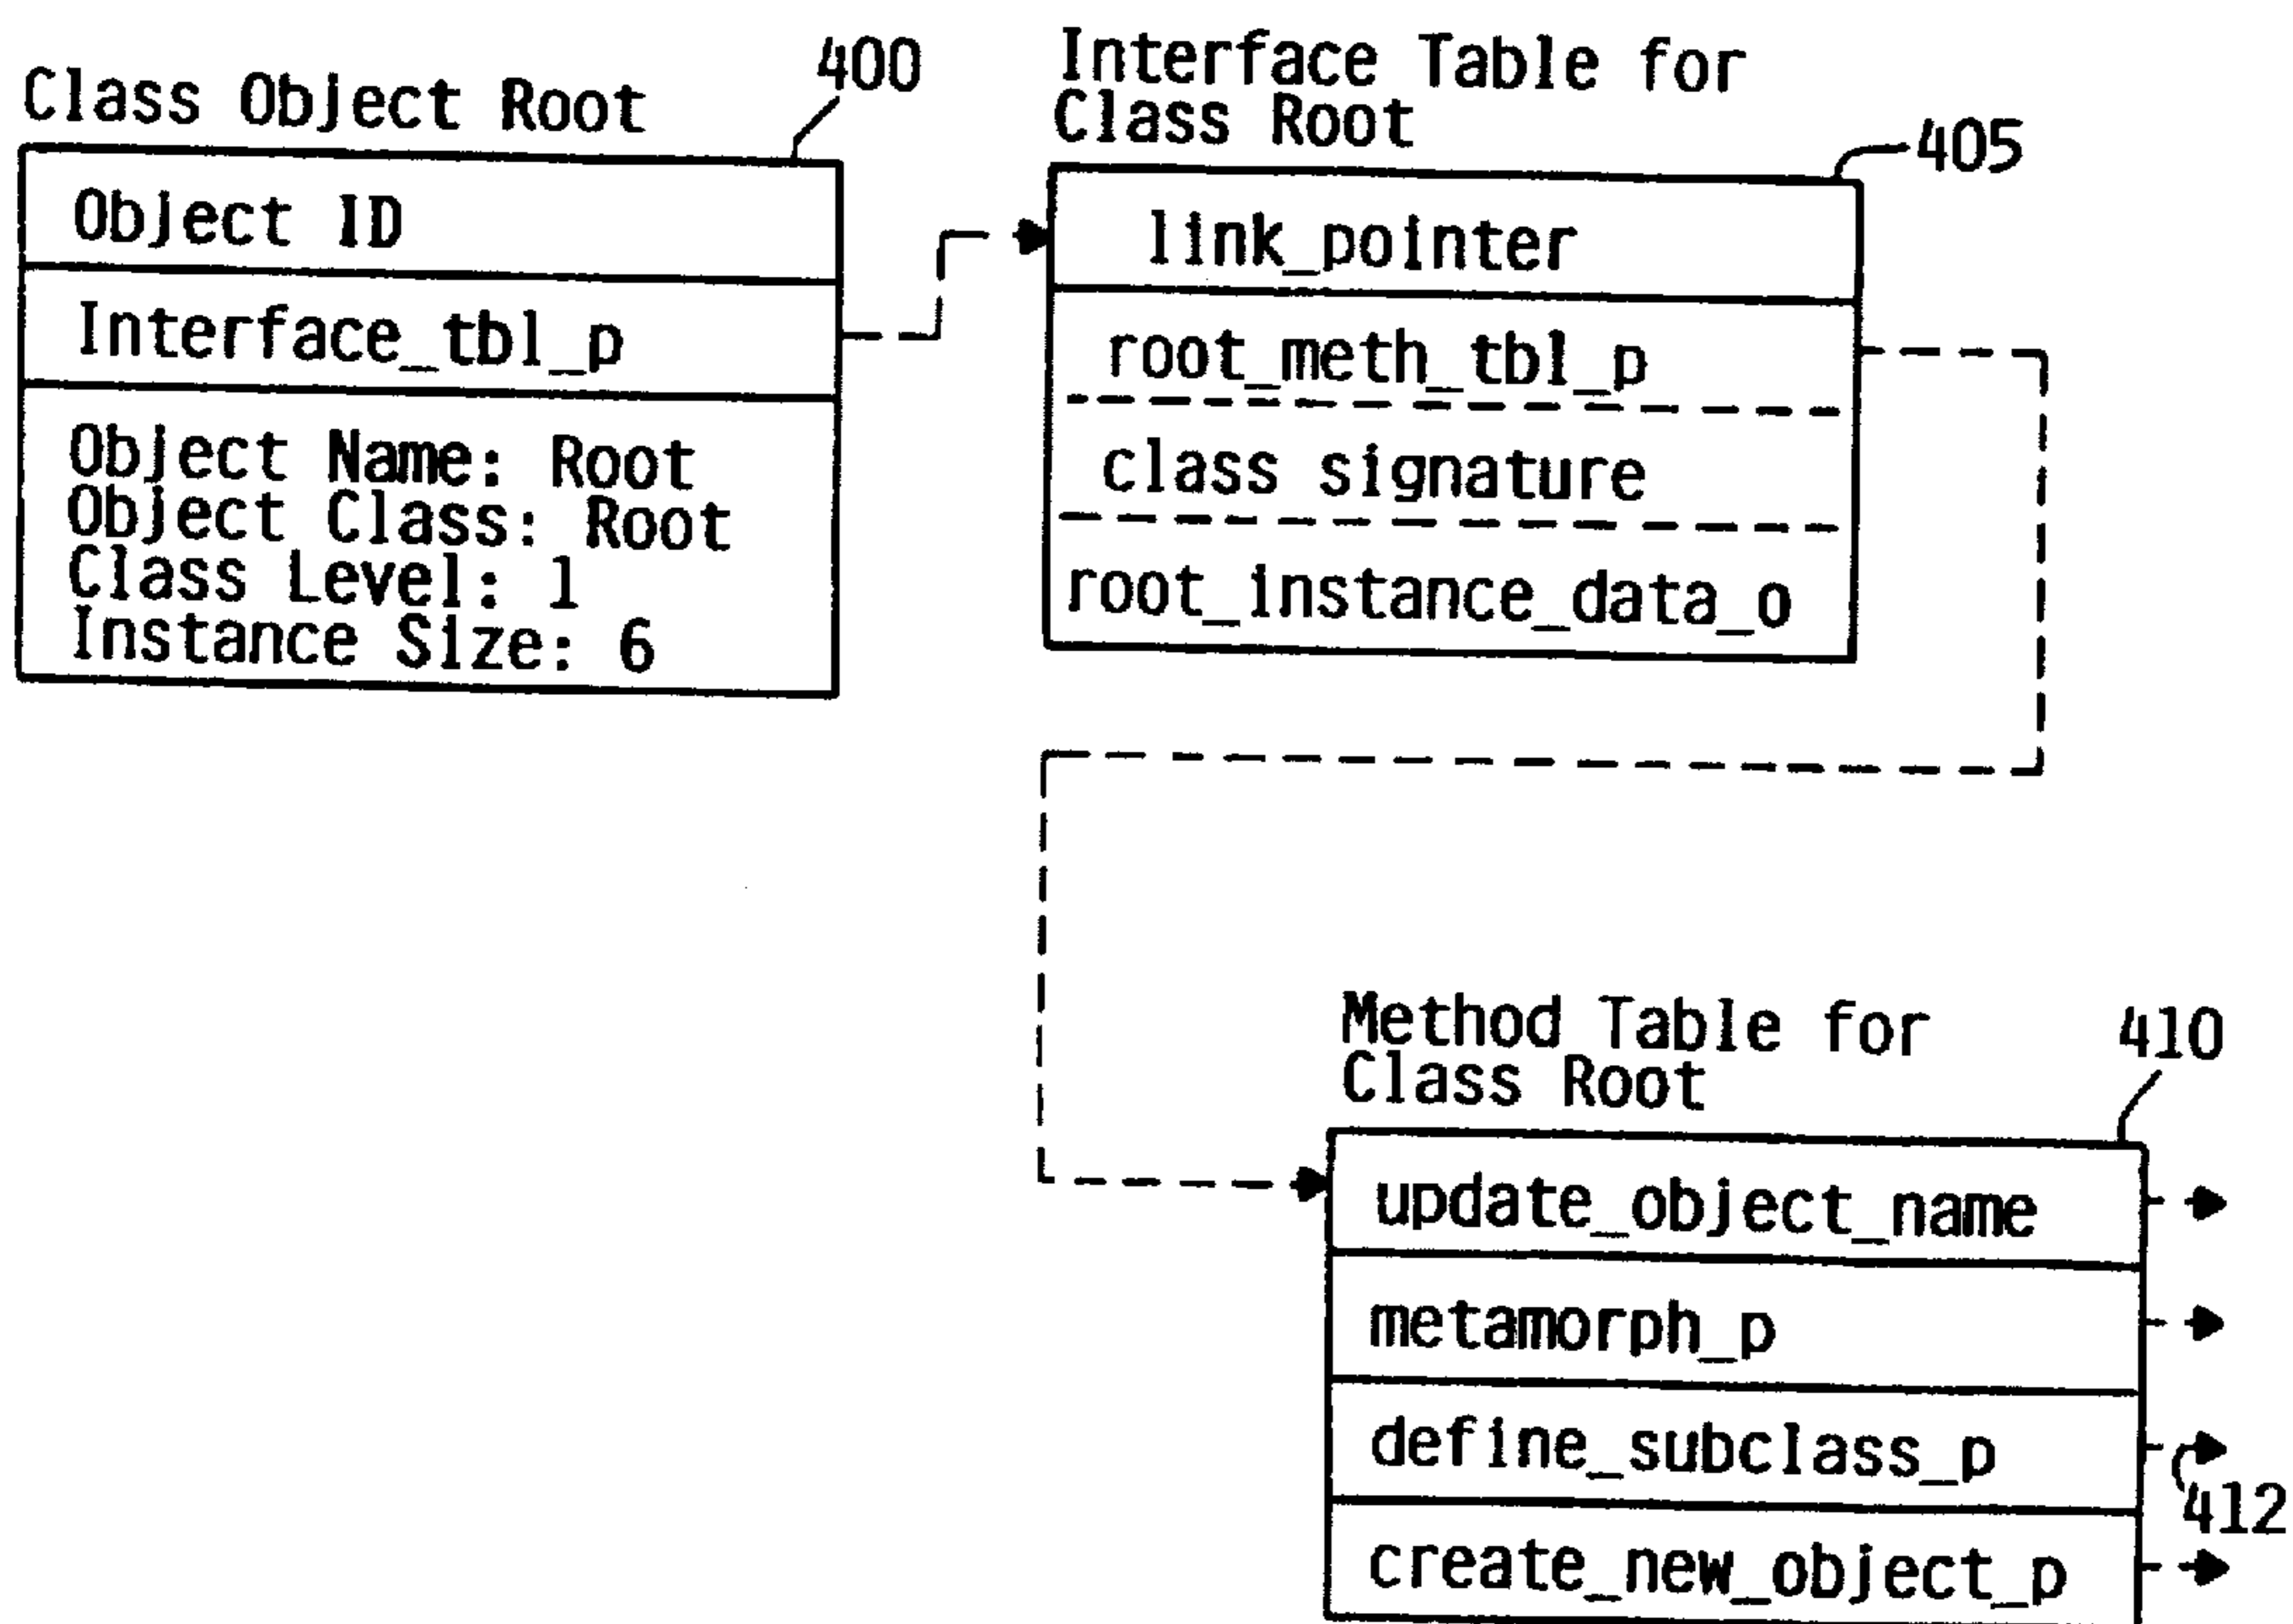 Class Object Root
400
Object ID
Interface_tbl_p
Object Name: Root
Object Class: Root
Class Level: 1
Instance Size: 6
Interface Table for
Class Root
405
link_pointer
root_meth_tbl_p
class signature
root_instance_data_o
Method Table for
Class Root
410
update_object_name
metamorph_p
define_subclass_p
412
create_new_object_p